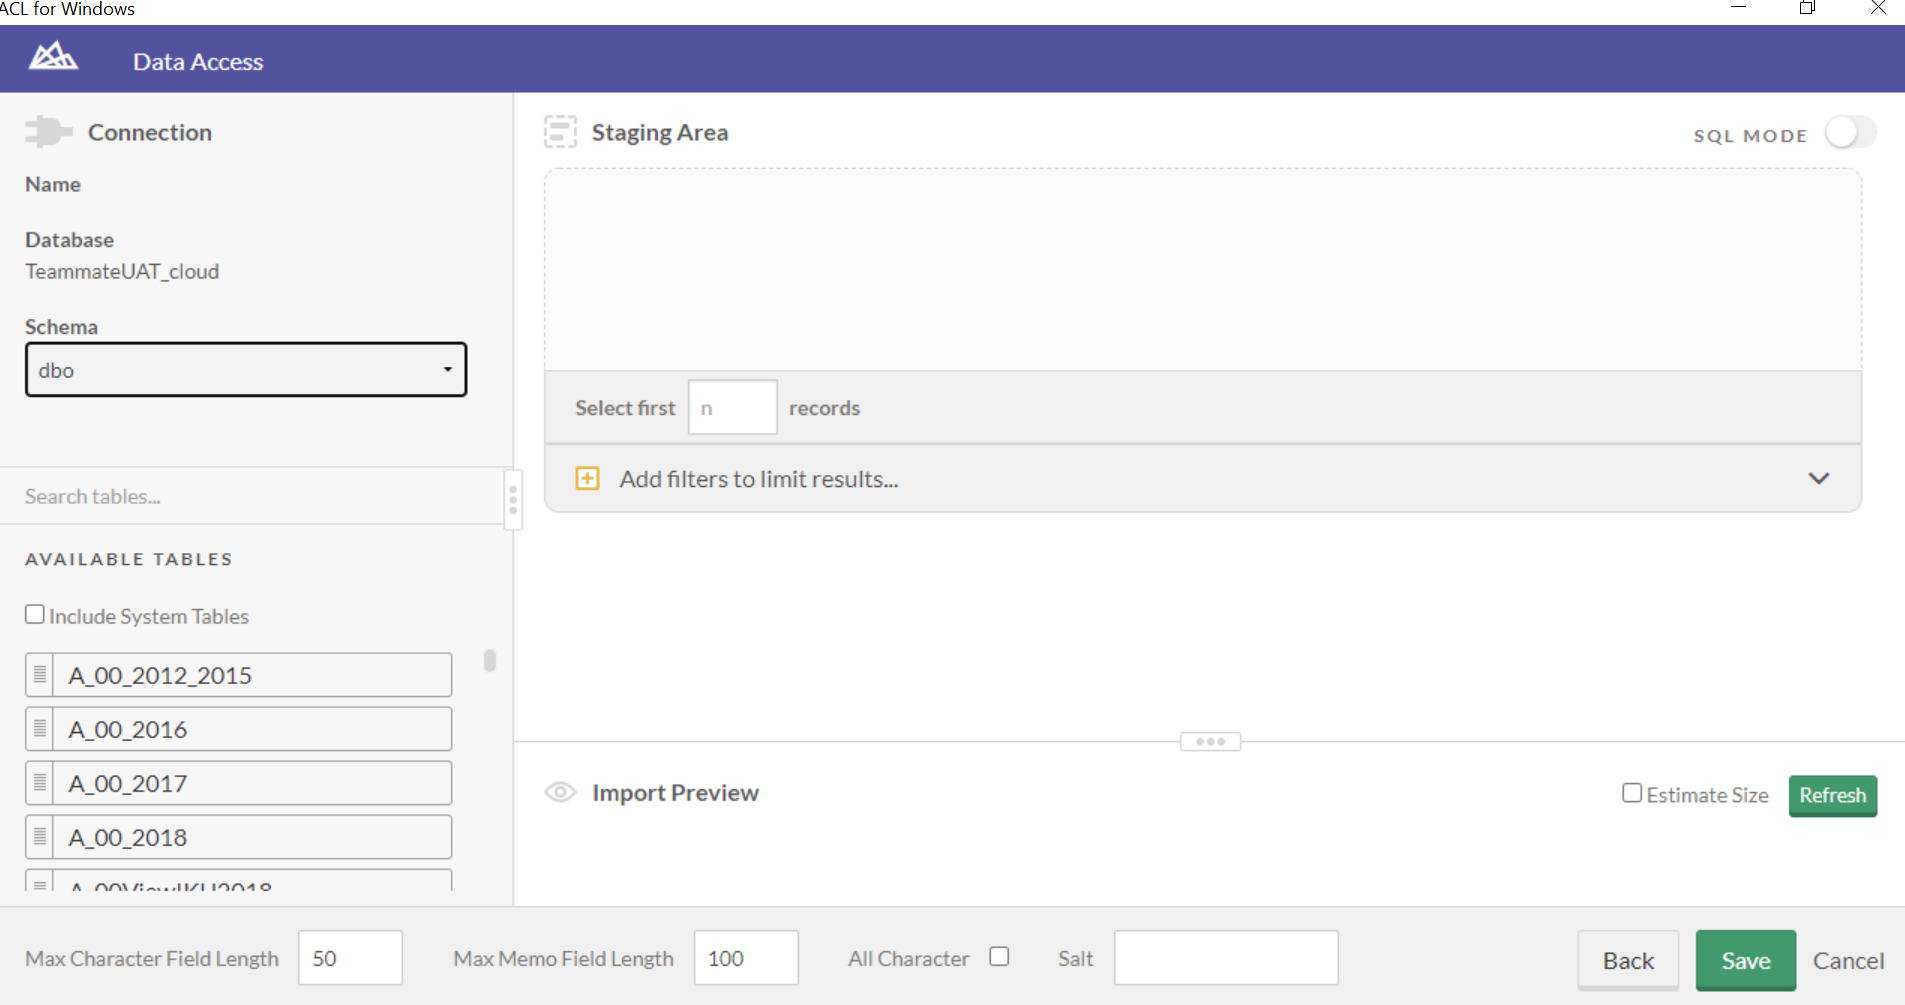 ACL for Windows
Data Access
Connection
Name
Database
TeammateUAT_cloud
Schema
dbo
Search tables...
AVAILABLE TABLES
Include System Tables
A_00_2012_2015
A_00_2016
A_00_2017
A_00_2018
A_00ViewIKU2018
Staging Area
SQL MODE
Select first n records
Add filters to limit results...
Import Preview
Estimate Size
Refresh
Max Character Field Length 50 Max Memo Field Length 100 All Character Salt
Back Save Cancel